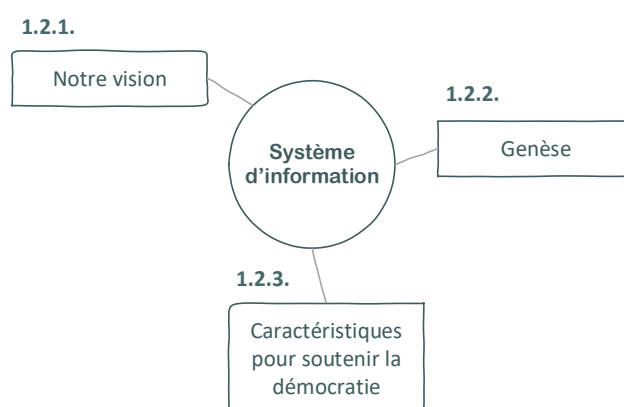 1.2.1.
Notre vision
1.2.2.
Genèse
Système
d'information
1.2.3.
Caractéristiques
pour soutenir la
démocratie